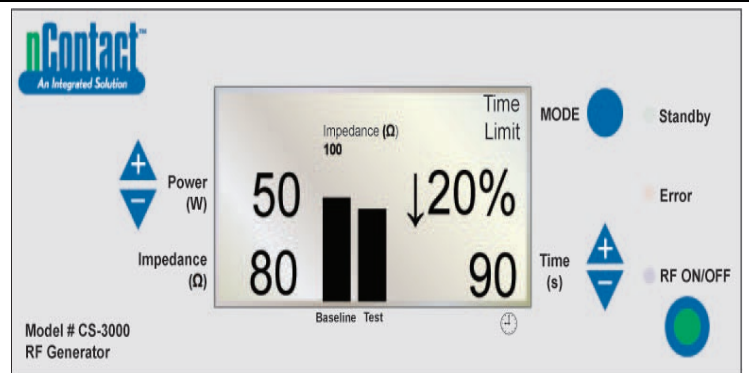 nContact™
An Integrated Solution
Time
Limit
Impedance (Ω)
100
MODE
Standby
+
Power
(W)
−
50
↓20%
Error
Impedance
(Ω)
80
90
Time
(s)
+
−
RF ON/OFF
Baseline Test
Model # CS-3000
RF Generator